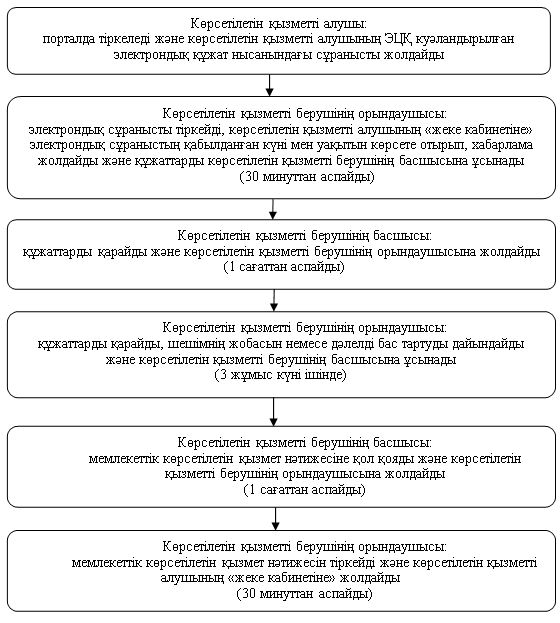 Көрсетілетін қызметті алушы:
порталда тіркеледі және көрсетілетін қызметті алушының ЭЦҚ куәландырылған
электрондық құжат нысанындағы сұранысты жолдайды
Көрсетілетін қызметті берушінің орындаушысы:
электрондық сұранысты тіркейді, көрсетілетін қызметті алушының «жеке кабинетіне»
электрондық сұраныстың қабылданған күні мен уақытын көрсете отырып, хабарлама
жолдайды және құжаттарды көрсетілетін қызметті берушінің басшысына ұсынады
(30 минуттан аспайды)
Көрсетілетін қызметті берушінің басшысы:
құжаттарды қарайды және көрсетілетін қызметті берушінің орындаушысына жолдайды
(1 сағаттан аспайды)
Көрсетілетін қызметті берушінің орындаушысы:
құжаттарды қарайды, шешімнің жобасын немесе дәлелді бас тартуды дайындайды
және көрсетілетін қызметті берушінің басшысына ұсынады
(3 жұмыс күні ішінде)
Көрсетілетін қызметті берушінің басшысы:
мемлекеттік көрсетілетін қызмет нәтижесіне қол қояды және көрсетілетін
қызметті берушінің орындаушысына жолдайды
(1 сағаттан аспайды)
Көрсетілетін қызметті берушінің орындаушысы:
мемлекеттік көрсетілетін қызмет нәтижесін тіркейді және көрсетілетін қызметті
алушының «жеке кабинетіне» жолдайды
(30 минуттан аспайды)